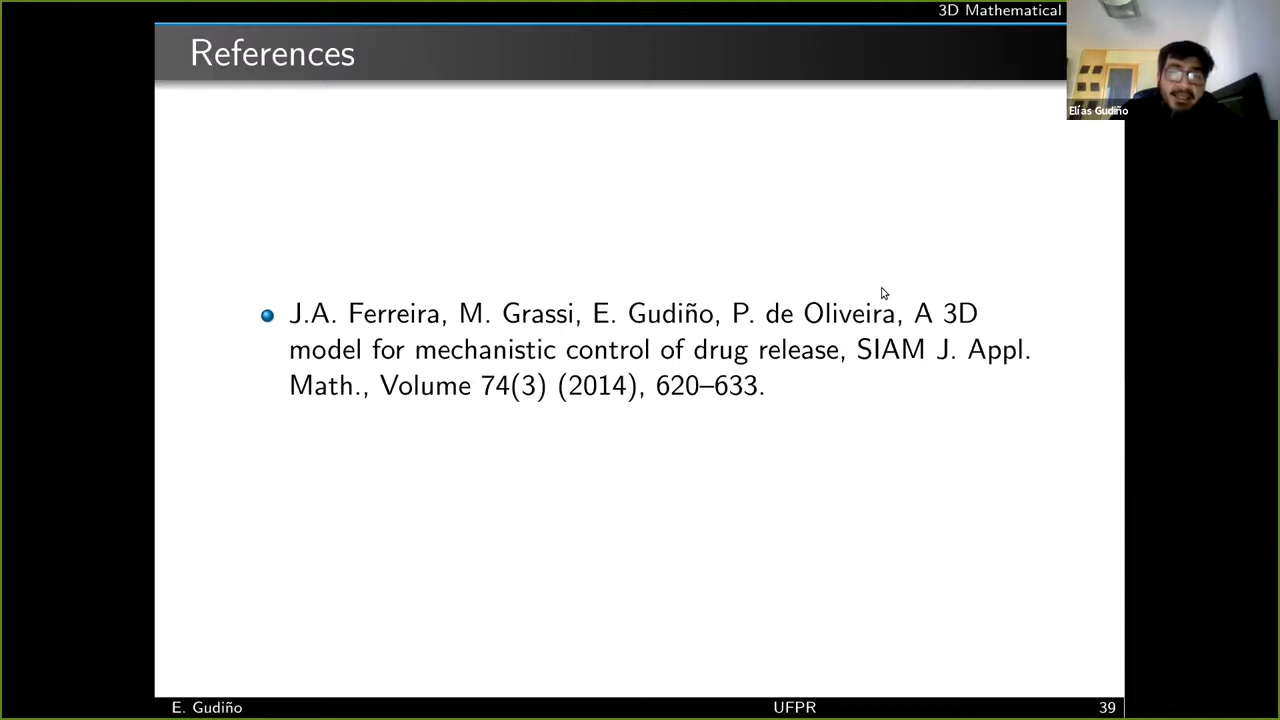 3D Mathematical
References
Elías Gudiño
J.A. Ferreira, M. Grassi, E. Gudiño, P. de Oliveira, A 3D
model for mechanistic control of drug release, SIAM J. Appl.
Math., Volume 74(3) (2014), 620–633.
E. Gudiño
UFPR
39